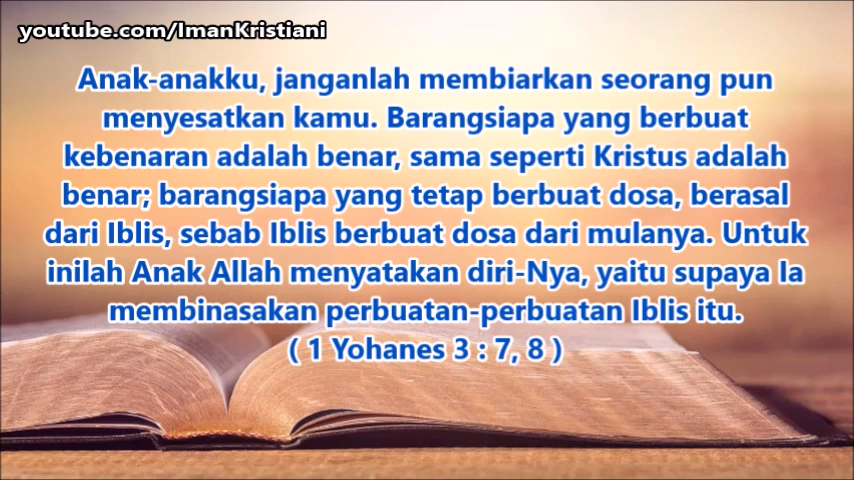 youtube.com/ImanKristiani
Anak-anakku, janganlah membiarkan seorang pun
menyesatkan kamu. Barangsiapa yang berbuat
kebenaran adalah benar, sama seperti Kristus adalah
benar; barangsiapa yang tetap berbuat dosa, berasal
dari Iblis, sebab Iblis berbuat dosa dari mulanya. Untuk
inilah Anak Allah menyatakan diri-Nya, yaitu supaya Ia
membinasakan perbuatan-perbuatan Iblis itu.
( 1 Yohanes 3 : 7, 8 )